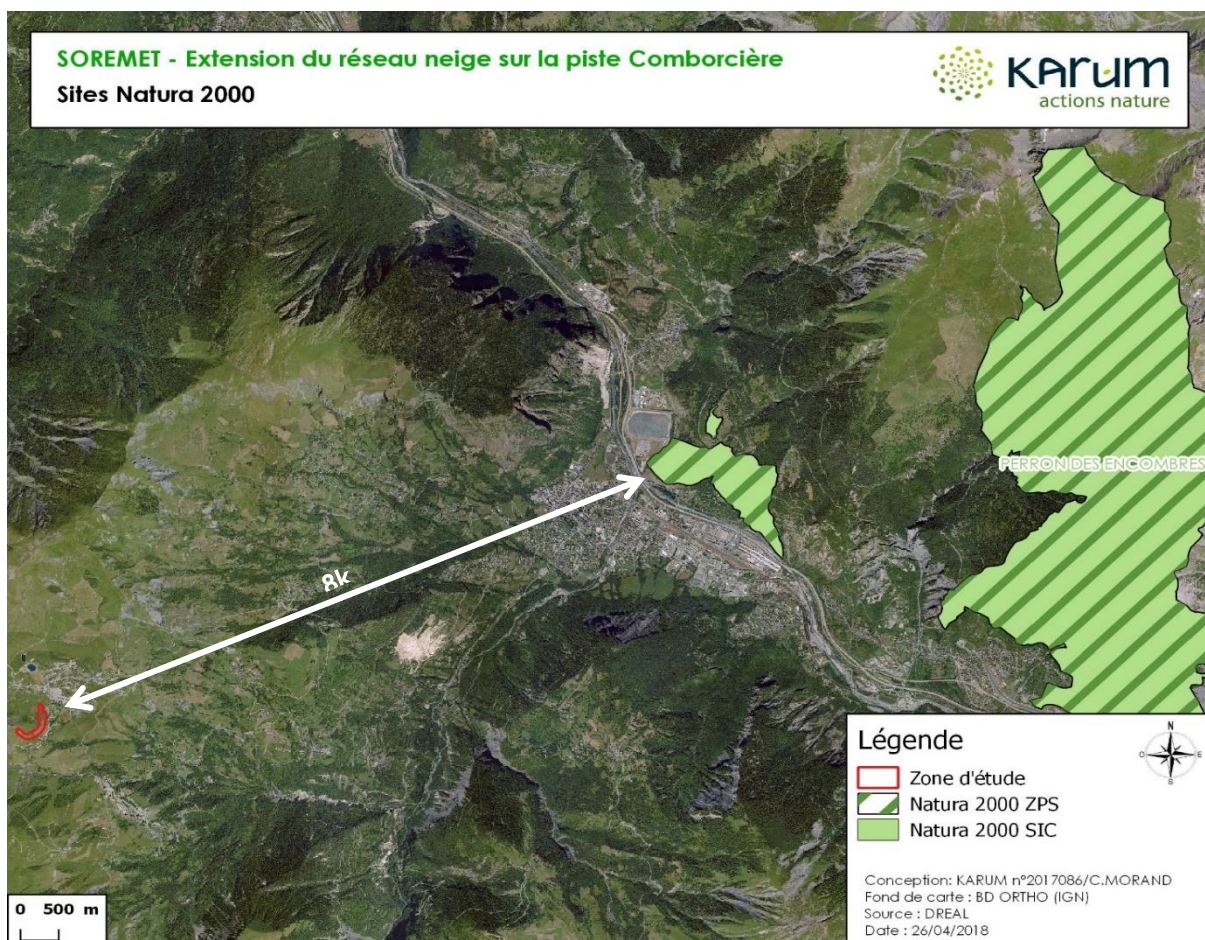 SOREMET - Extension du réseau neige sur la piste Comborcière
Sites Natura 2000
KARUM
actions nature
PERRON DES ENCOMBRES
8k
Légende
N
O
E
S
Zone d'étude
Natura 2000 ZPS
Natura 2000 SIC
Conception: KARUM n°2017086/C.MORAND
Fond de carte : BD ORTHO (IGN)
Source : DREAL
Date : 26/04/2018
0 500 m